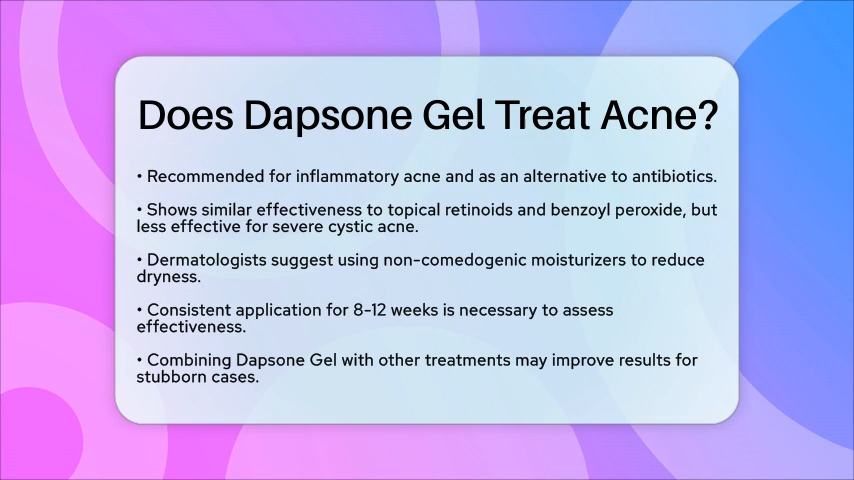 Does Dapsone Gel Treat Acne?
• Recommended for inflammatory acne and as an alternative to antibiotics.
• Shows similar effectiveness to topical retinoids and benzoyl peroxide, but
less effective for severe cystic acne.
• Dermatologists suggest using non-comedogenic moisturizers to reduce
dryness.
• Consistent application for 8-12 weeks is necessary to assess
effectiveness.
• Combining Dapsone Gel with other treatments may improve results for
stubborn cases.